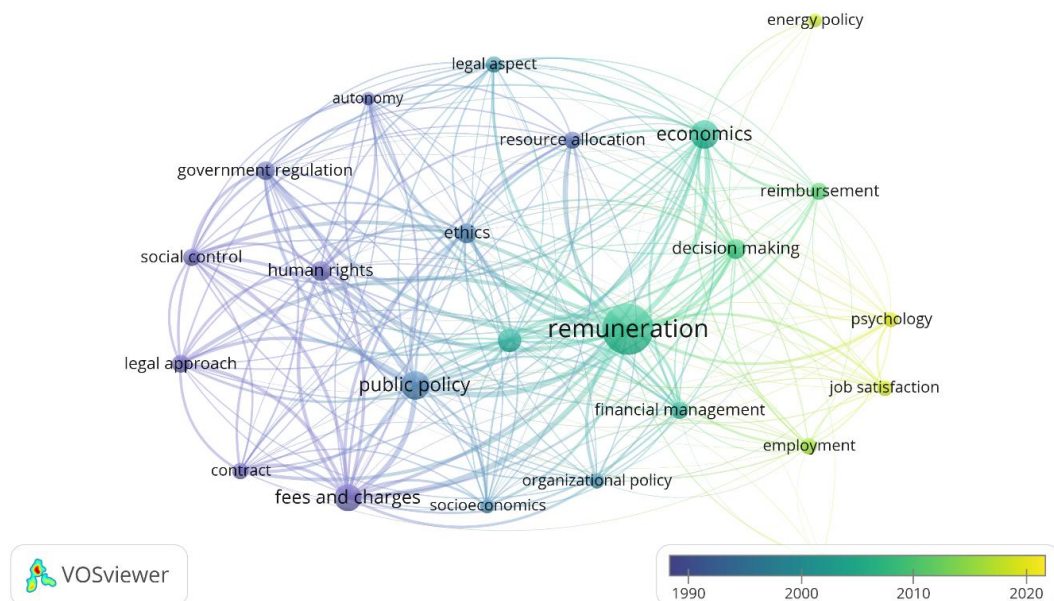 energy policy
legal aspect
autonomy
resource allocation
economics
government regulation
reimbursement
ethics
decision making
social control
human rights
psychology
remuneration
legal approach
public policy
job satisfaction
financial management
employment
contract
organizational policy
fees and charges
socioeconomics
VOSviewer
1990 2000 2010 2020